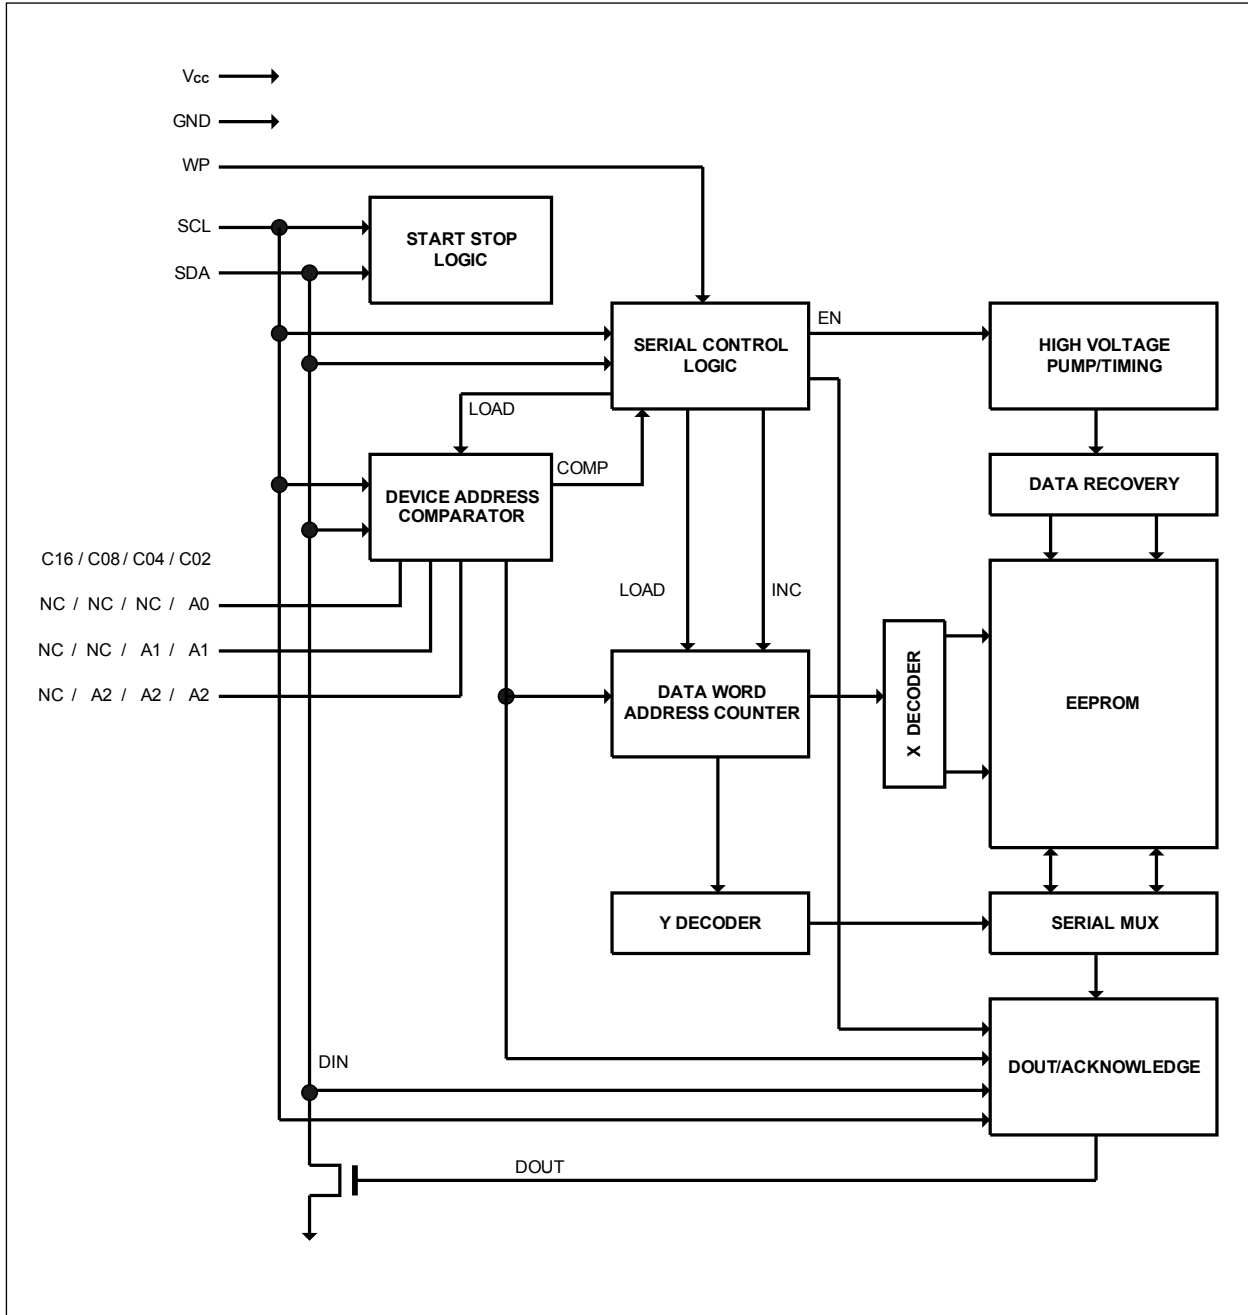 Vcc
GND
WP
SCL
SDA
START STOP
LOGIC
SERIAL CONTROL
LOGIC
EN
HIGH VOLTAGE
PUMP/TIMING
LOAD
COMP
DEVICE ADDRESS
COMPARATOR
DATA RECOVERY
C16 / C08 / C04 / C02
NC / NC / NC / A0
NC / NC / A1 / A1
NC / A2 / A2 / A2
LOAD
INC
DATA WORD
ADDRESS COUNTER
X DECODER
EEPROM
Y DECODER
SERIAL MUX
DIN
DOUT/ACKNOWLEDGE
DOUT